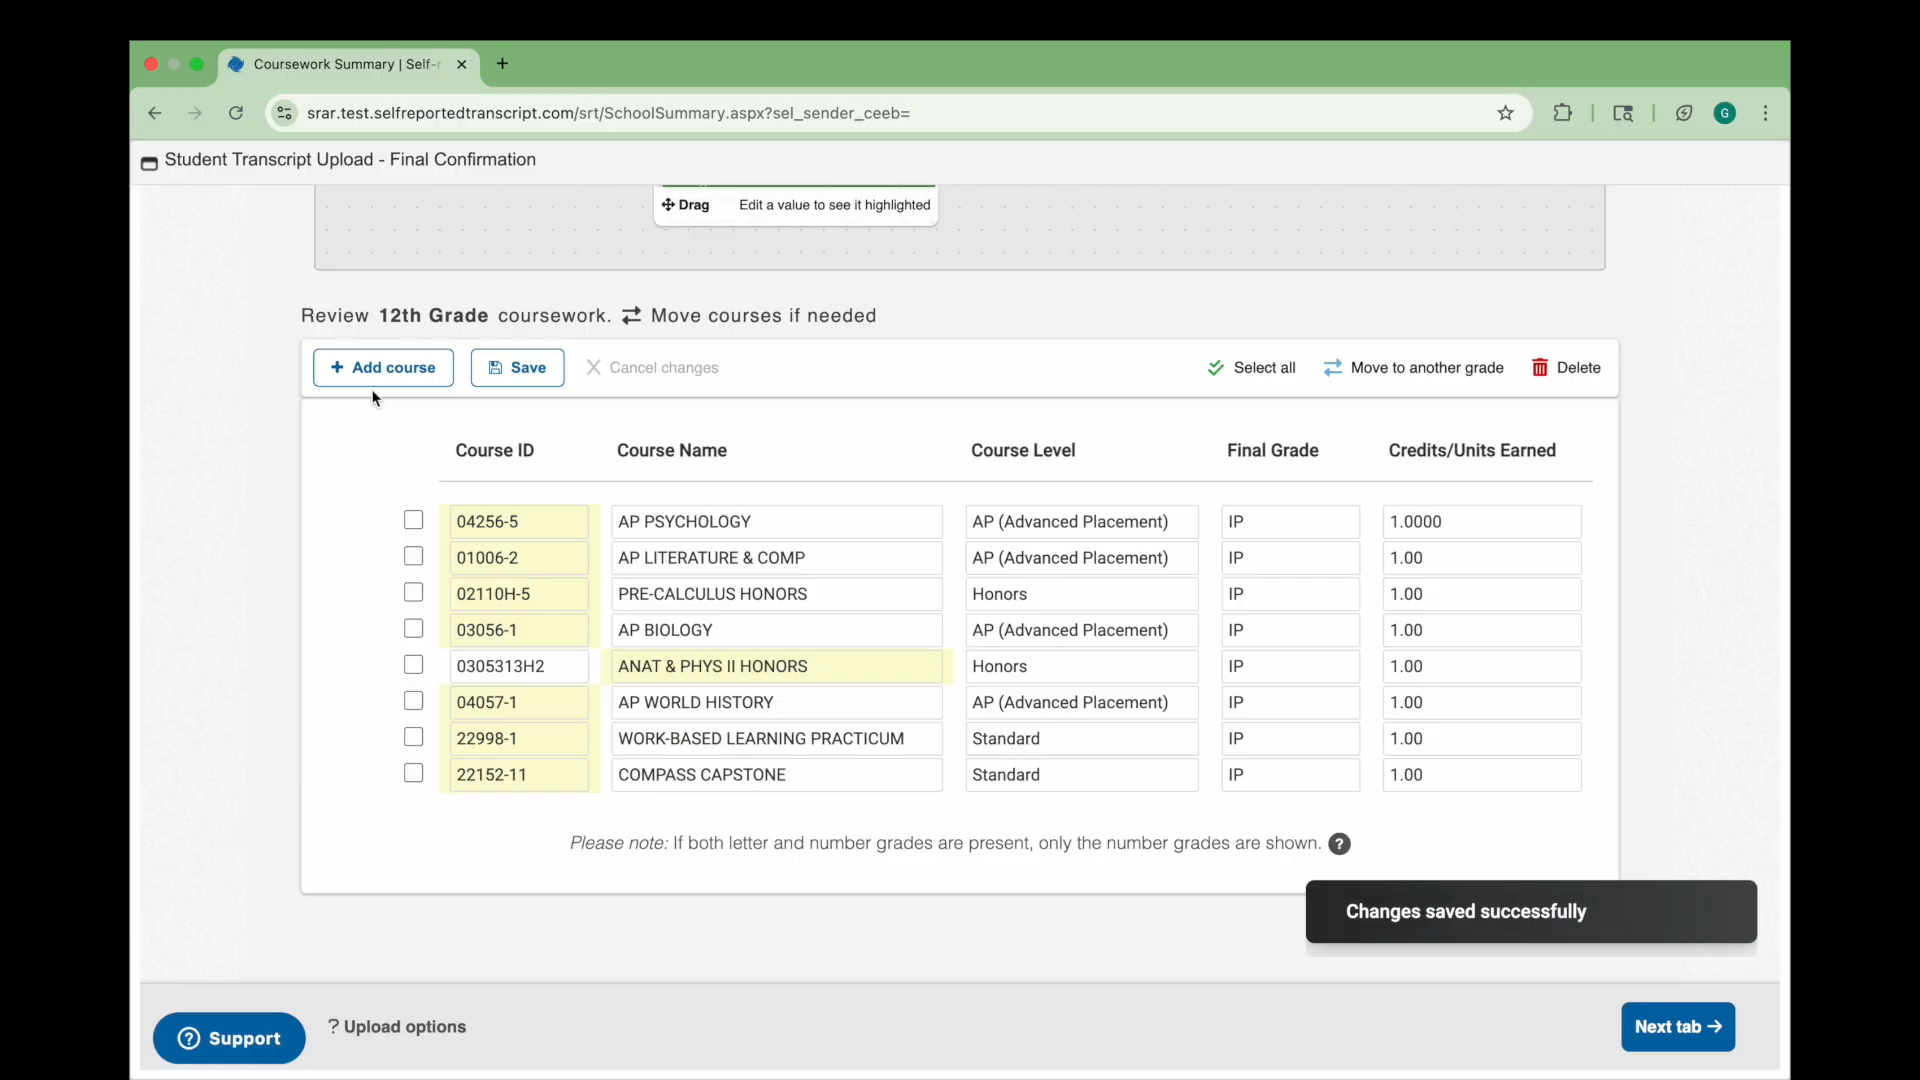 Coursework Summary | Self-r
srar.test.selfreportedtranscript.com/srt/SchoolSummary.aspx?sel_sender_ceeb=
G
Student Transcript Upload - Final Confirmation
Drag Edit a value to see it highlighted
Review 12th Grade coursework. Move courses if needed
+ Add course Save Cancel changes Select all Move to another grade Delete
Course ID Course Name Course Level Final Grade Credits/Units Earned
04256-5 AP PSYCHOLOGY AP (Advanced Placement) IP 1.0000
01006-2 AP LITERATURE & COMP AP (Advanced Placement) IP 1.00
02110H-5 PRE-CALCULUS HONORS Honors IP 1.00
03056-1 AP BIOLOGY AP (Advanced Placement) IP 1.00
0305313H2 ANAT & PHYS II HONORS Honors IP 1.00
04057-1 AP WORLD HISTORY AP (Advanced Placement) IP 1.00
22998-1 WORK-BASED LEARNING PRACTICUM Standard IP 1.00
22152-11 COMPASS CAPSTONE Standard IP 1.00
Please note: If both letter and number grades are present, only the number grades are shown. ?
Changes saved successfully
? Support ? Upload options Next tab →